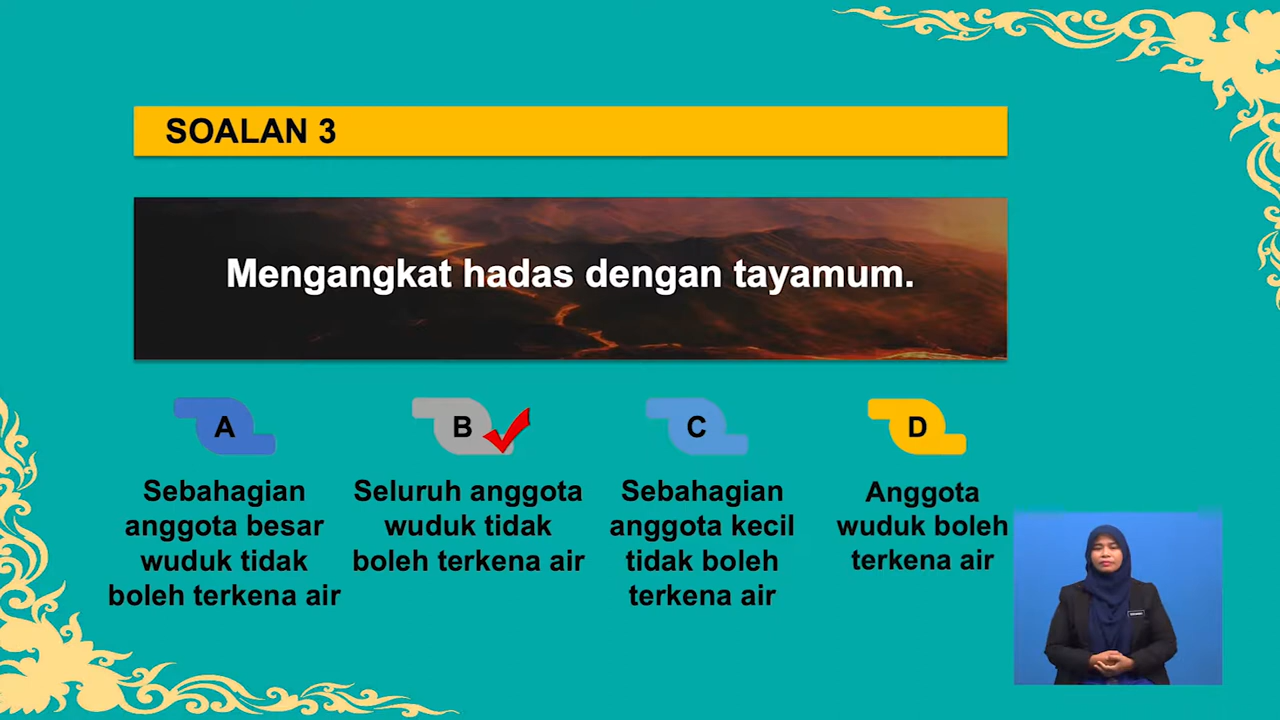 SOALAN 3
Mengangkat hadas dengan tayamum.
A
Sebahagian
anggota besar
wuduk tidak
boleh terkena air
B
Seluruh anggota
wuduk tidak
boleh terkena air
C
Sebahagian
anggota kecil
tidak boleh
terkena air
D
Anggota
wuduk boleh
terkena air